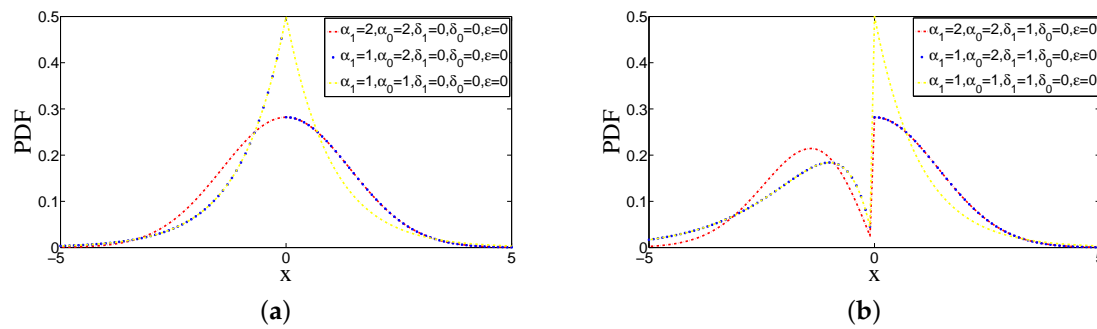 0.5
0.4
0.3
0.2
0.1
0
PDF
α₁=2,α₀=2,δ₁=0,δ₀=0,ε=0
α₁=1,α₀=2,δ₁=0,δ₀=0,ε=0
α₁=1,α₀=1,δ₁=0,δ₀=0,ε=0
−5 0 5
x
(a)
0.5
0.4
0.3
0.2
0.1
0
PDF
α₁=2,α₀=2,δ₁=1,δ₀=0,ε=0
α₁=1,α₀=2,δ₁=1,δ₀=0,ε=0
α₁=1,α₀=1,δ₁=1,δ₀=0,ε=0
−5 0 5
x
(b)